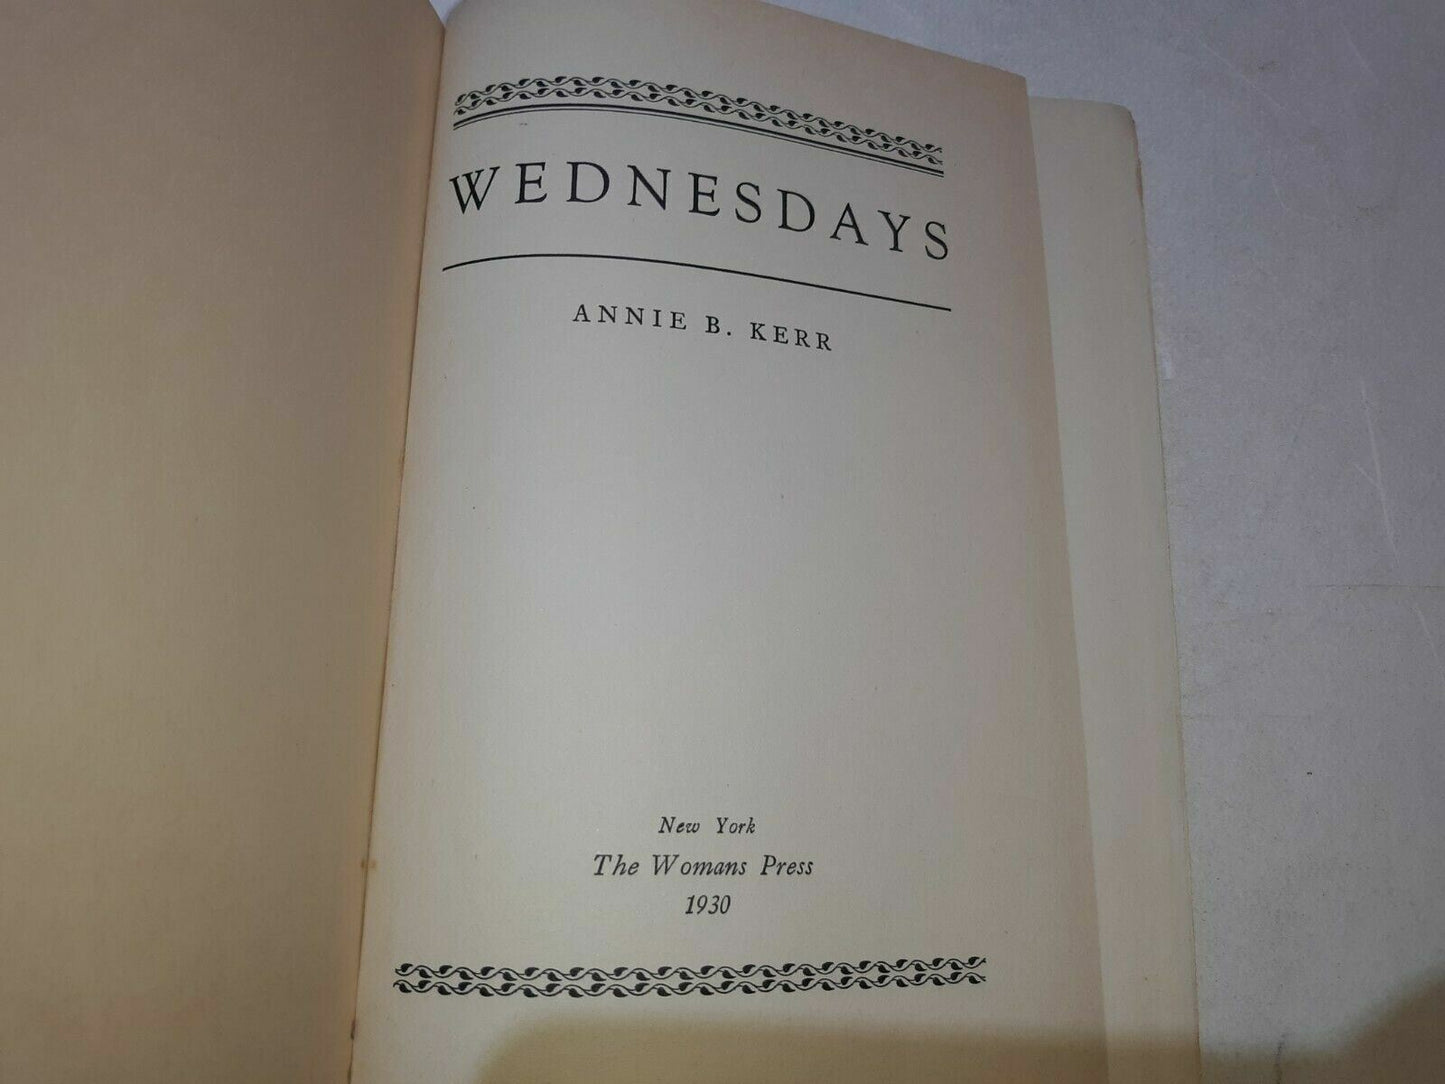 WEDNESDAYS
ANNIE B. KERR
New York
The Womans Press
1930